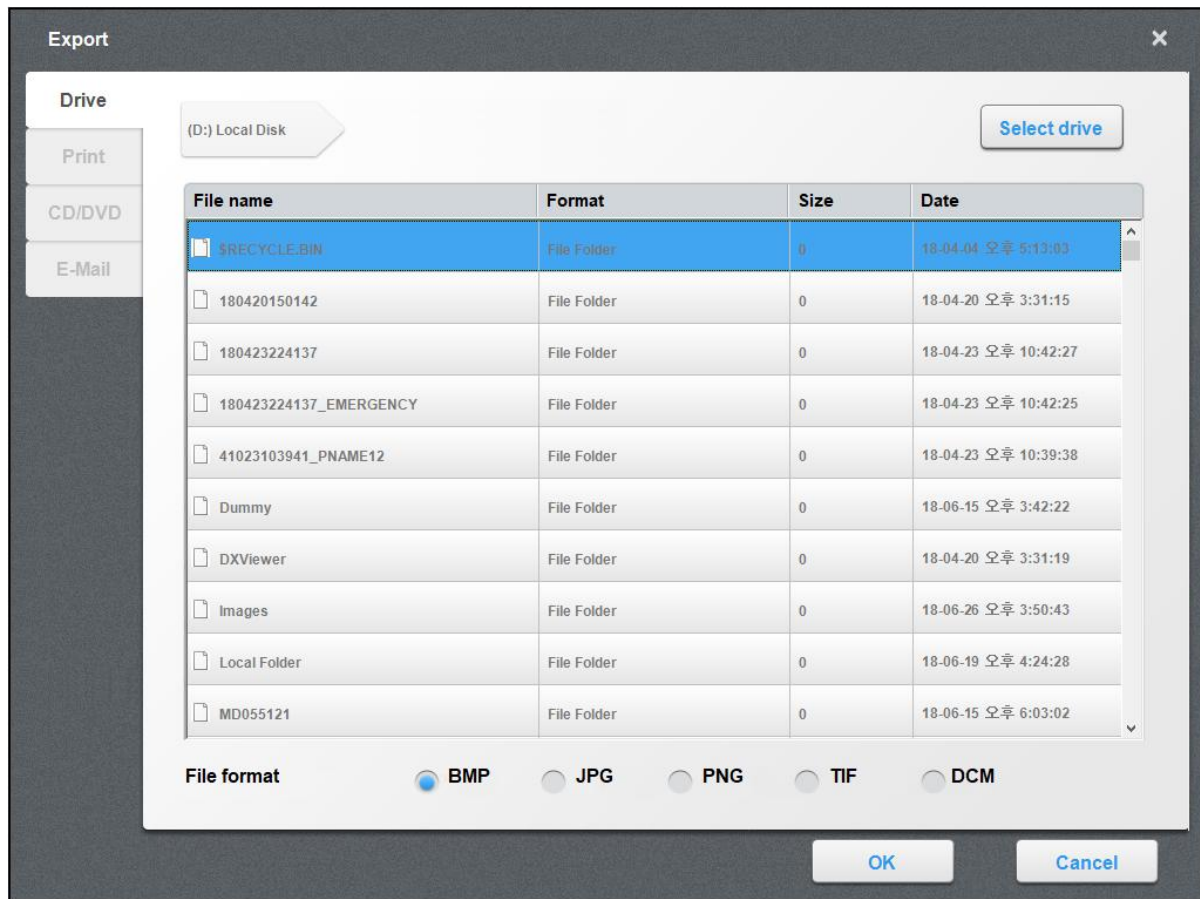 Export
Drive
Print
CD/DVD
E-Mail
(D:) Local Disk
Select drive
File name Format Size Date
$RECYCLE.BIN File Folder 0 18-04-04 오후 5:13:03
180420150142 File Folder 0 18-04-20 오후 3:31:15
180423224137 File Folder 0 18-04-23 오후 10:42:27
180423224137_EMERGENCY File Folder 0 18-04-23 오후 10:42:25
41023103941_PNAME12 File Folder 0 18-04-23 오후 10:39:38
Dummy File Folder 0 18-06-15 오후 3:42:22
DXViewer File Folder 0 18-04-20 오후 3:31:19
Images File Folder 0 18-06-26 오후 3:50:43
Local Folder File Folder 0 18-06-19 오후 4:24:28
MD055121 File Folder 0 18-06-15 오후 6:03:02
File format BMP JPG PNG TIF DCM
OK Cancel